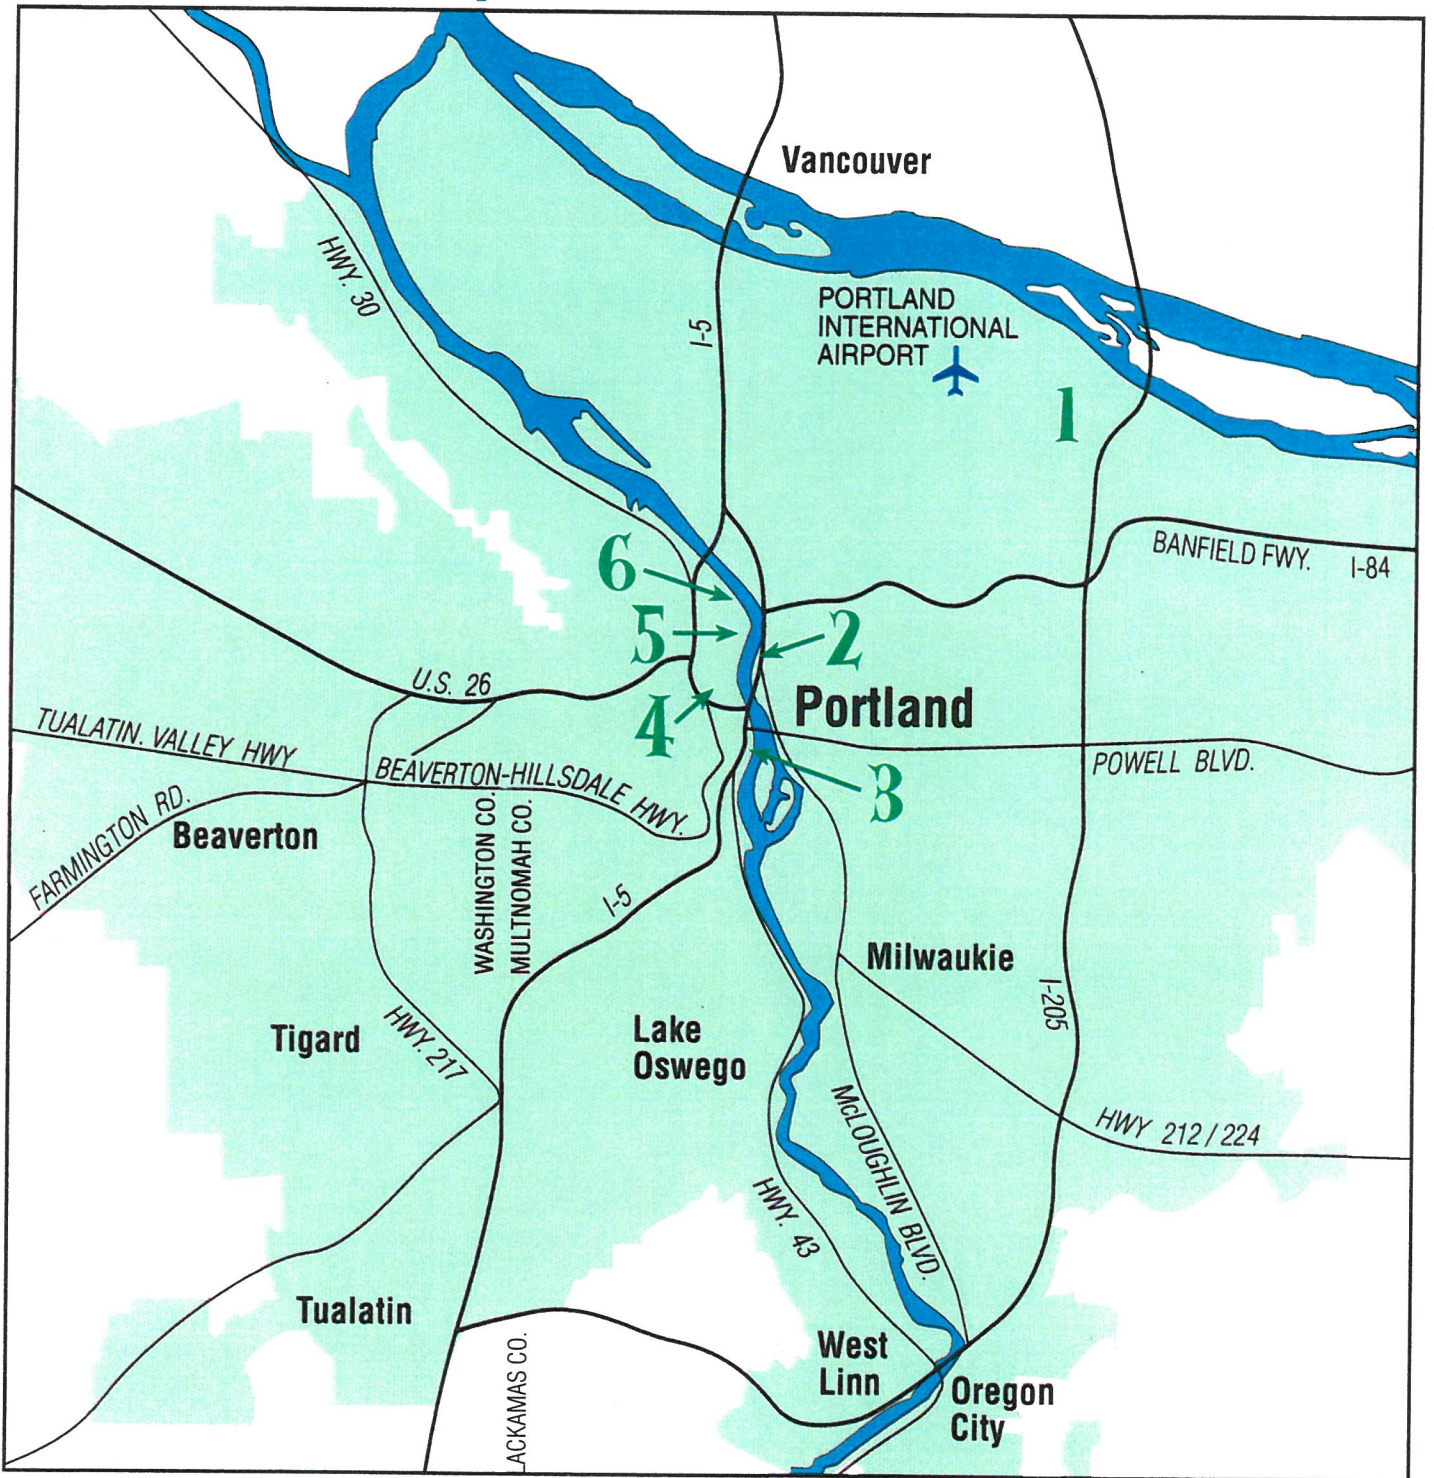 Vancouver
HWY. 30
I-5
PORTLAND
INTERNATIONAL
AIRPORT
1
BANFIELD FWY. I-84
6
5
2
U.S. 26
4
Portland
TUALATIN. VALLEY HWY
BEAVERTON-HILLSDALE HWY.
POWELL BLVD.
3
FARMINGTON RD.
Beaverton
WASHINGTON CO.
MULTNOMAH CO.
I-5
Milwaukie
I-205
Tigard
HWY. 217
Lake
Oswego
McLOUGHLIN BLVD.
HWY 212 / 224
HWY. 43
Tualatin
ACKAMAS CO.
West
Linn
Oregon
City